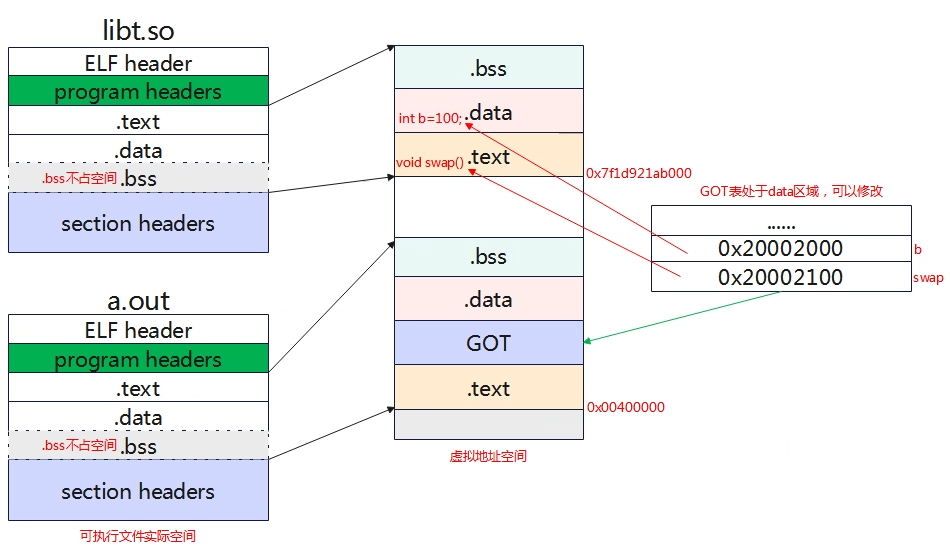 libt.so
ELF header
program headers
.text
.data
.bss不占空间 .bss
section headers
a.out
ELF header
program headers
.text
.data
.bss不占空间 .bss
section headers
可执行文件实际空间
.bss
int b=100; .data
void swap() .text
0x7f1d921ab000
.bss
.data
GOT
.text
0x00400000
虚拟地址空间
GOT表处于data区域，可以修改
......
0x20002000 b
0x20002100 swap